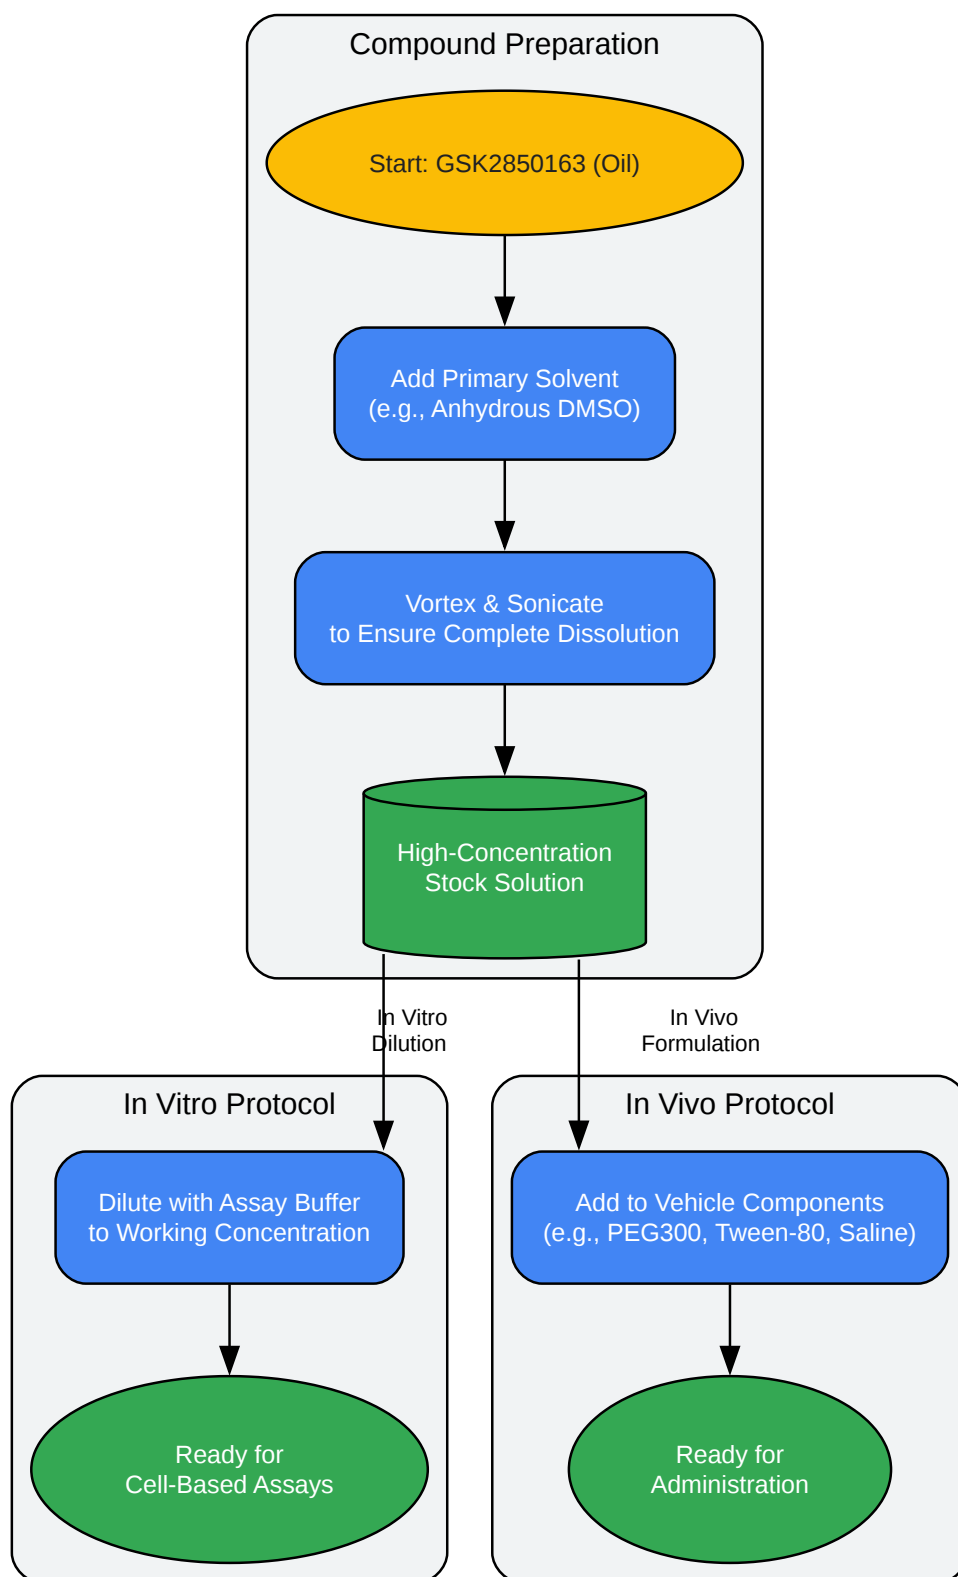 Compound Preparation
Start: GSK2850163 (Oil)
Add Primary Solvent
(e.g., Anhydrous DMSO)
Vortex & Sonicate
to Ensure Complete Dissolution
High-Concentration
Stock Solution
In Vitro
Dilution
In Vivo
Formulation
In Vitro Protocol
Dilute with Assay Buffer
to Working Concentration
Ready for
Cell-Based Assays
In Vivo Protocol
Add to Vehicle Components
(e.g., PEG300, Tween-80, Saline)
Ready for
Administration